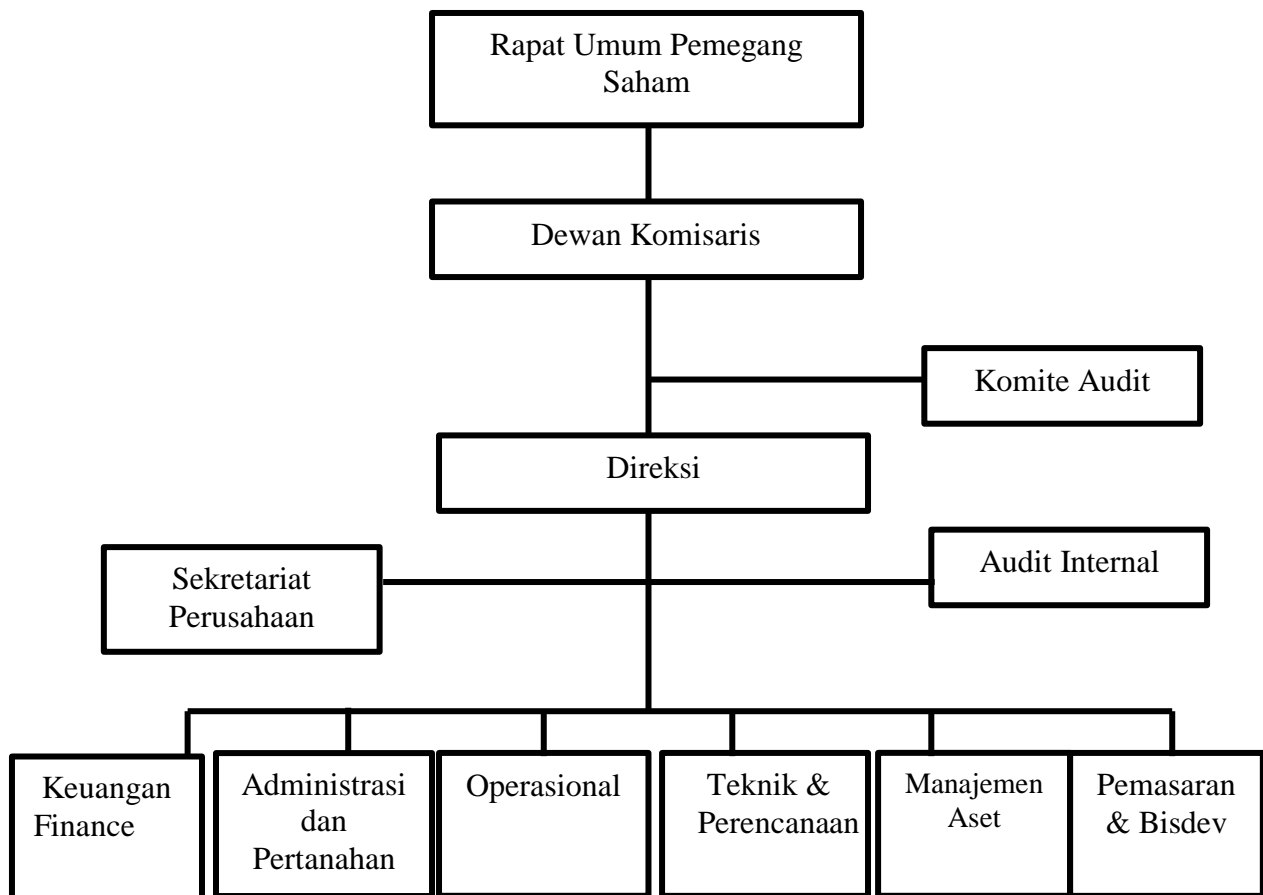 Rapat Umum Pemegang
Saham
Dewan Komisaris
Komite Audit
Direksi
Audit Internal
Sekretariat
Perusahaan
Keuangan
Finance
Administrasi
dan
Pertanahan
Operasional
Teknik &
Perencanaan
Manajemen
Aset
Pemasaran
& Bisdev